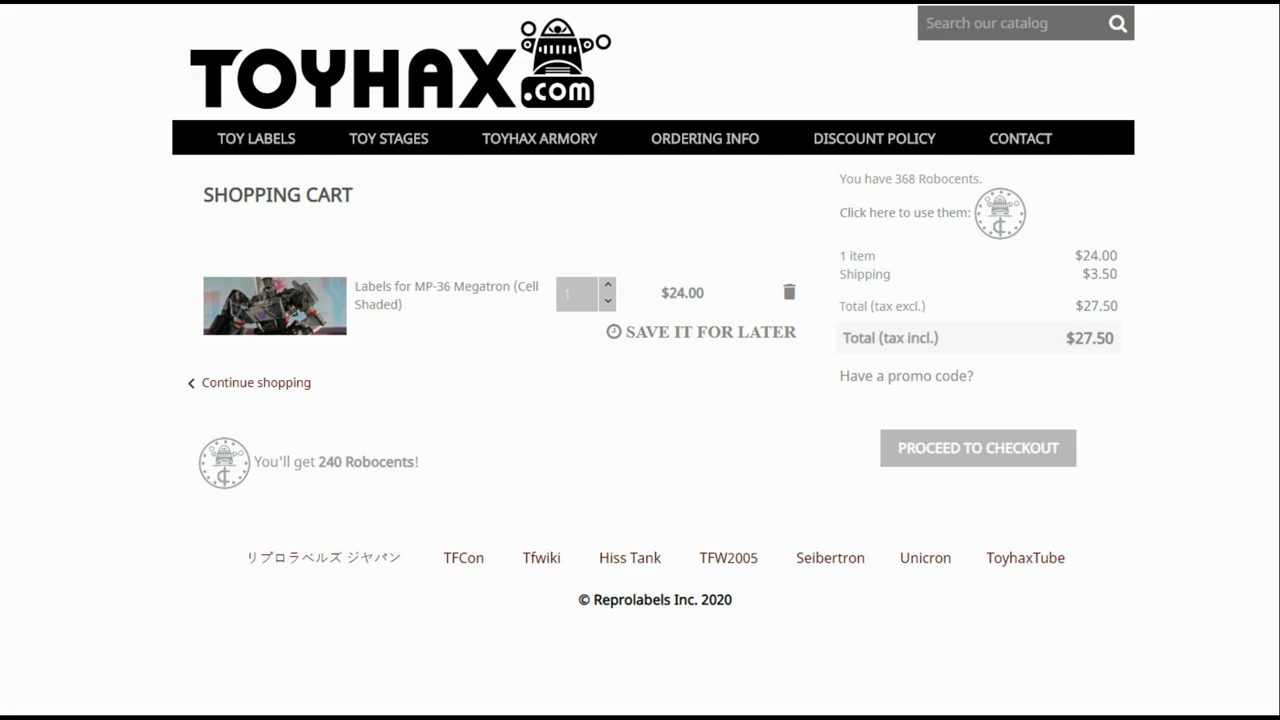 Search our catalog
TOYHAX
.com
TOY LABELS TOY STAGES TOYHAX ARMORY ORDERING INFO DISCOUNT POLICY CONTACT
SHOPPING CART
Labels for MP-36 Megatron (Cell
Shaded)
1
$24.00
SAVE IT FOR LATER
Continue shopping
You'll get 240 Robocents!
You have 368 Robocents.
Click here to use them:
1 item $24.00
Shipping $3.50
Total (tax excl.) $27.50
Total (tax incl.) $27.50
Have a promo code?
PROCEED TO CHECKOUT
リプロラベルズ ジャパン TFCon Tfwiki Hiss Tank TFW2005 Seibertron Unicron ToyhaxTube
© Reprolabels Inc. 2020